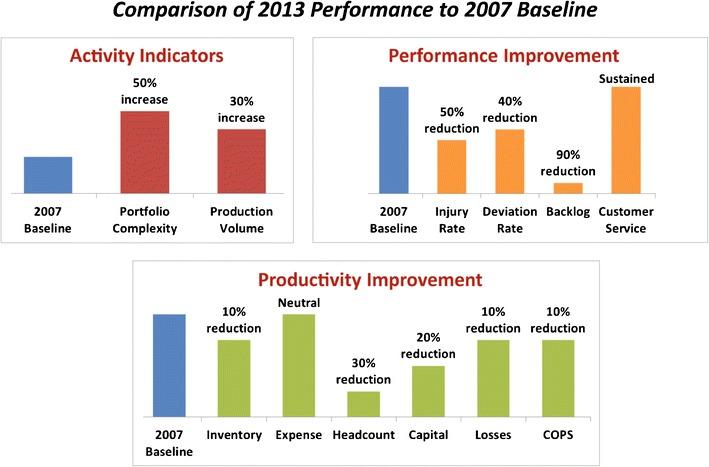 Comparison of 2013 Performance to 2007 Baseline
Activity Indicators
50%
increase
30%
increase
2007
Baseline
Portfolio
Complexity
Production
Volume
Performance Improvement
50%
reduction
40%
reduction
90%
reduction
Sustained
2007
Baseline
Injury
Rate
Deviation
Rate
Backlog
Customer
Service
Productivity Improvement
10%
reduction
Neutral
30%
reduction
20%
reduction
10%
reduction
10%
reduction
2007
Baseline
Inventory
Expense
Headcount
Capital
Losses
COPS